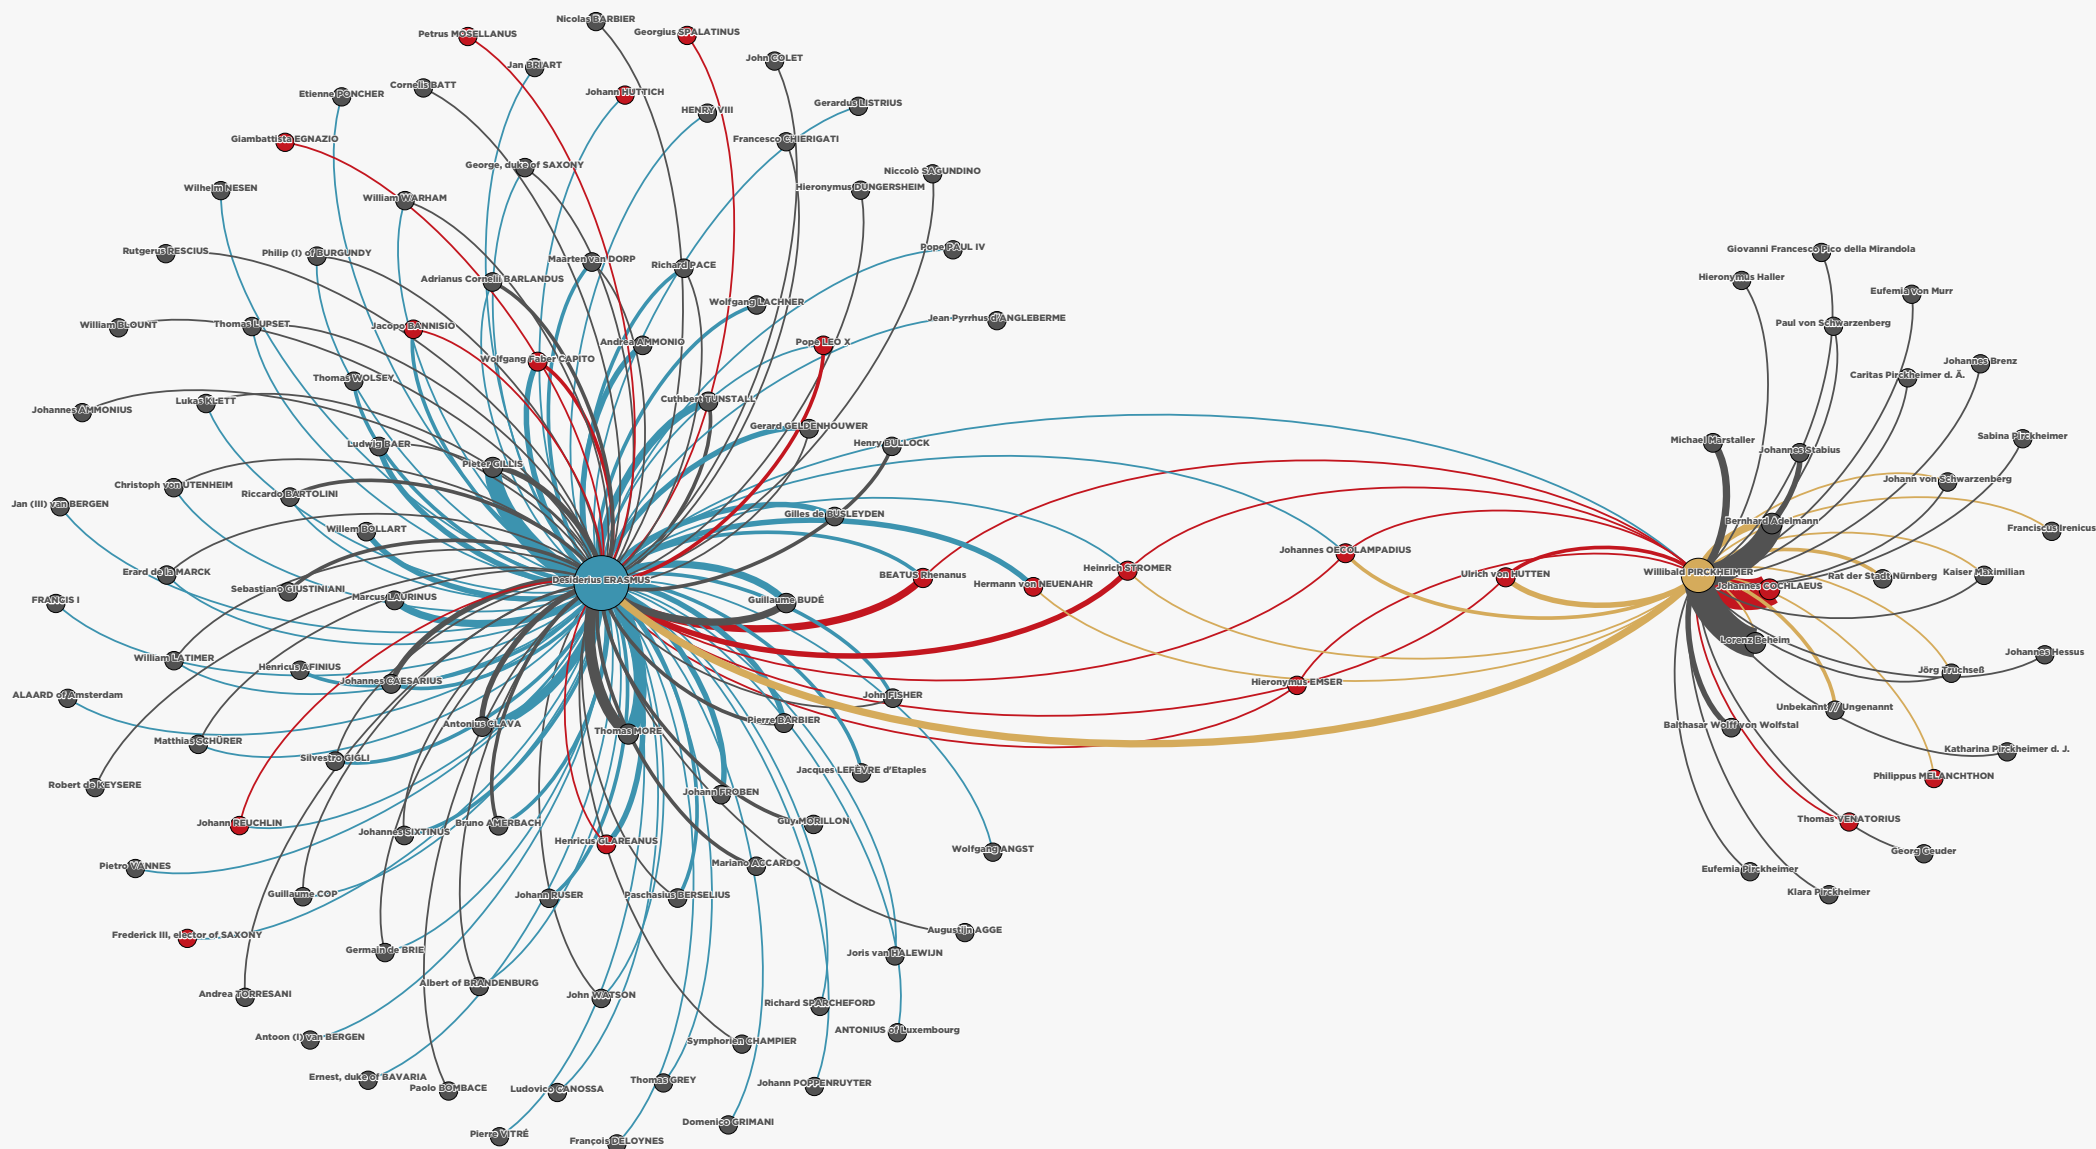 Nicolas BARBIER
Petrus MOSELLANUS
Georgius SPALATINUS
John COLET
Jan BRIART
Cornelis BATT
Etienne PONCHER
Johann HUTTICH
HENRY VIII
Gerardus LISTRIUS
Giambattista EGNAZIO
Francesco CHIERIGATI
George, duke of SAXONY
Niccolò SAGUNDINO
Wilhelm NESEN
Hieronymus DUNGERSHEIM
William WARHAM
Pope PAUL IV
Giovanni Francesco Pico della Mirandola
Rutgerus RESCIUS
Philip (I) of BURGUNDY
Maarten van DORP
Richard PACE
Adrianus Cornelii BARLANDUS
Hieronymus Haller
Eufemia von Murr
Wolfgang LACHNER
Jean Pyrrhus d'ANGLEBERME
William BLOUNT
Thomas LUPSET
Jacopo BANNISIO
Paul von Schwarzenberg
Andrea AMMONIO
Pope LEO X
Wolfgang Faber CAPITO
Johannes Brenz
Thomas WOLSEY
Caritas Pirckheimer d. Ä.
Johannes AMMONIUS
Lukas KLETT
Cuthbert TUNSTALL
Gerard GELDENHOUWER
Ludwig BAER
Henry BULLOCK
Michael Marstaller
Sabina Pirckheimer
Johannes Stabius
Pieter GILLIS
Christoph von UTENHEIM
Riccardo BARTOLINI
Johann von Schwarzenberg
Jan (III) van BERGEN
Gilles de BUSLEYDEN
Willem BOLLART
Bernhard Adelmann
Franciscus Irenicus
Johannes OECOLAMPADIUS
Erard de la MARCK
Desiderius ERASMUS
BEATUS Rhenanus
Heinrich STROMER
Ulrich von HUTTEN
Willibald PIRCKHEIMER
Rat der Stadt Nürnberg
Kaiser Maximilian
Hermann von NEUENAHR
Johannes COCHLAEUS
Sebastiano GIUSTINIANI
FRANCIS I
Marcus LAURINUS
Guillaume BUDÉ
Lorenz Beheim
Johannes Hessus
William LATIMER
Henricus AFINIUS
Johannes CAESARIUS
Hieronymus EMSER
Jörg Truchseß
ALAARD of Amsterdam
John FISHER
Unbekannt // Ungenannt
Antonius CLAVA
Thomas MORE
Pierre BARBIER
Balthasar Wolff von Wolfstal
Matthias SCHÜRER
Silvestro GIGLI
Katharina Pirckheimer d. J.
Jacques LEFÈVRE d'Etaples
Philippus MELANCHTHON
Robert de KEYSERE
Johann FROBEN
Johann REUCHLIN
Johannes SIXTINUS
Bruno AMERBACH
Guy MORILLON
Thomas VENATORIUS
Henricus GLAREANUS
Wolfgang ANGST
Georg Geuder
Pietro VANNES
Mariano ACCARDO
Eufemia Pirckheimer
Guillaume COP
Johann RUSER
Paschasius BERSELIUS
Klara Pirckheimer
Frederick III, elector of SAXONY
Augustijn AGGE
Germain de BRIE
Joris van HALEWIJN
Albert of BRANDENBURG
Andrea TORRESANI
John WATSON
Richard SPARCHEFORD
ANTONIUS of Luxembourg
Antoon (I) van BERGEN
Symphorien CHAMPIER
Ernest, duke of BAVARIA
Paolo BOMBACE
Ludovico CANOSSA
Thomas GREY
Johann POPPENRUYTER
Domenico GRIMANI
Pierre VITRÉ
François DELOYNES